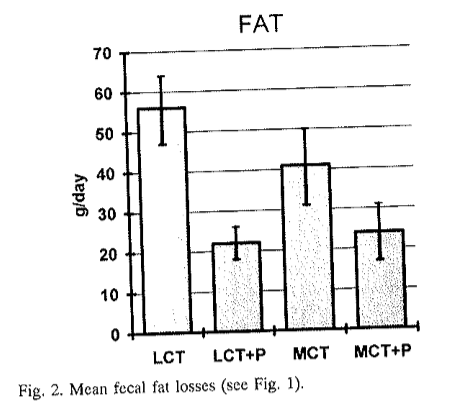 FAT
70
60
50
40
30
20
10
0
g/day
LCT LCT+P MCT MCT+P
Fig. 2. Mean fecal fat losses (see Fig. 1).